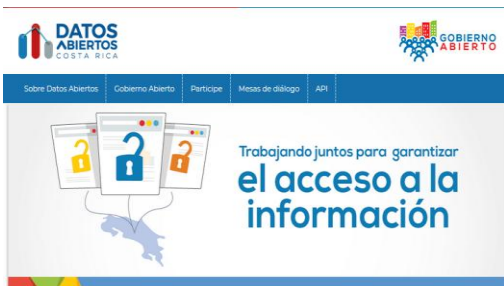 DATOS
ABIERTOS
COSTA RICA
GOBIERNO
ABIERTO
Sobre Datos Abiertos
Gobierno Abierto
Participe
Mesas de diálogo
API
Trabajando juntos para garantizar
el acceso a la
información